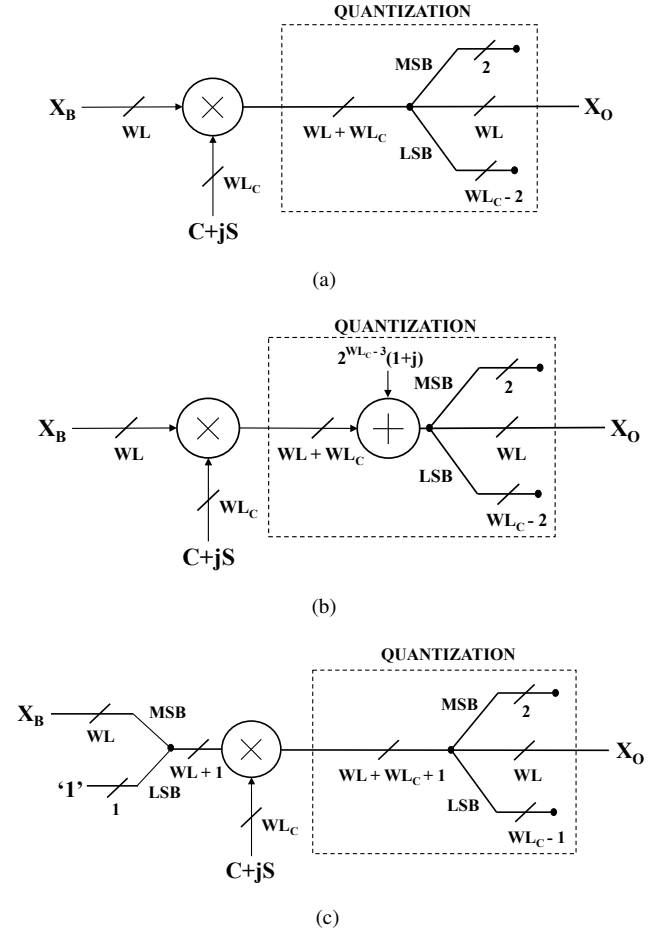 QUANTIZATION
MSB
2
X_B
WL
WL_C
C+jS
WL + WL_C
WL
X_O
LSB
WL_C - 2
(a)
QUANTIZATION
2^{WL_C - 3}(1+j)
MSB
2
X_B
WL
WL_C
C+jS
WL + WL_C
WL
X_O
LSB
WL_C - 2
(b)
QUANTIZATION
X_B
WL
MSB
‘1’
1
LSB
WL + 1
WL_C
C+jS
WL + WL_C + 1
MSB
2
WL
X_O
LSB
WL_C - 1
(c)